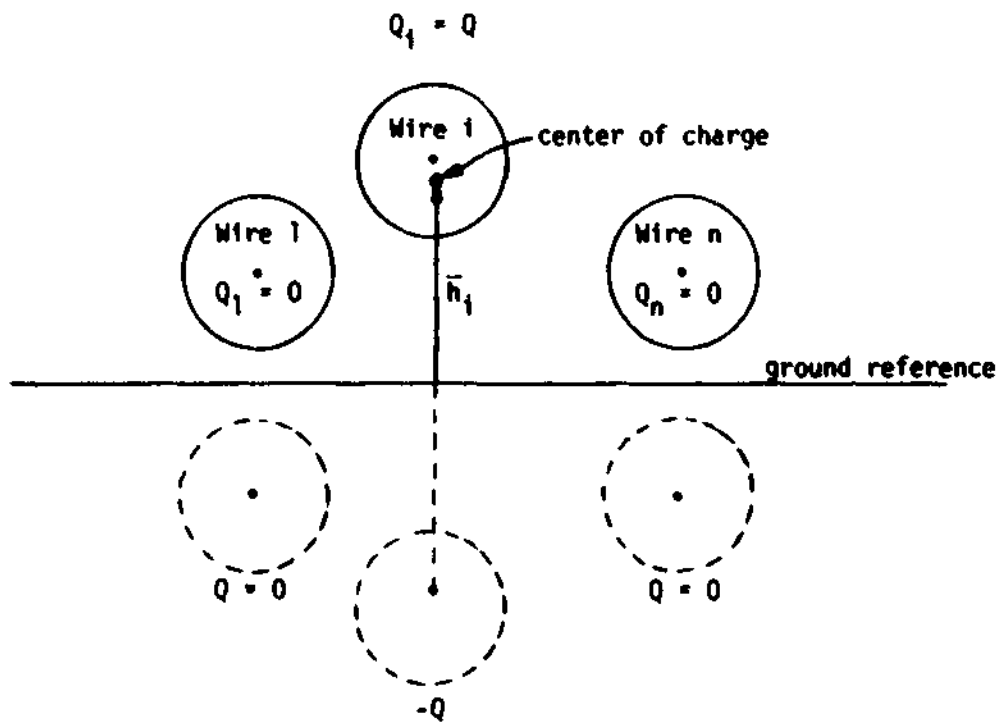 Q_i = Q
Wire i
center of charge
Wire 1
Wire n
Q_1 = 0
h̄_i
Q_n = 0
ground reference
Q = 0
Q = 0
-Q